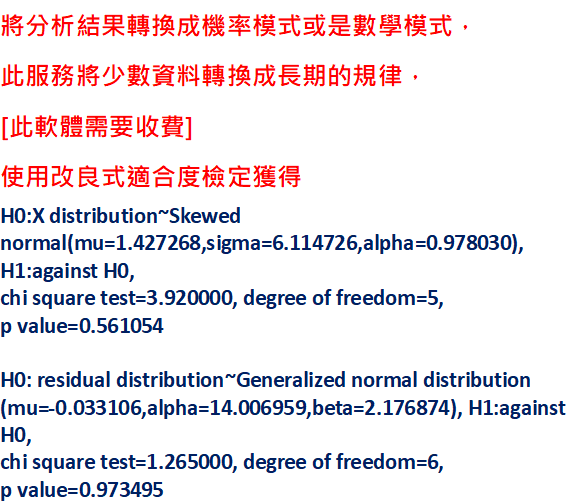 將分析結果轉換成機率模式或是數學模式，
此服務將少數資料轉換成長期的規律，
[此軟體需要收費]
使用改良式適合度檢定獲得
H0:X distribution~Skewed
normal(mu=1.427268,sigma=6.114726,alpha=0.978030),
H1:against H0,
chi square test=3.920000, degree of freedom=5,
p value=0.561054
H0: residual distribution~Generalized normal distribution
(mu=-0.033106,alpha=14.006959,beta=2.176874), H1:against
H0,
chi square test=1.265000, degree of freedom=6,
p value=0.973495